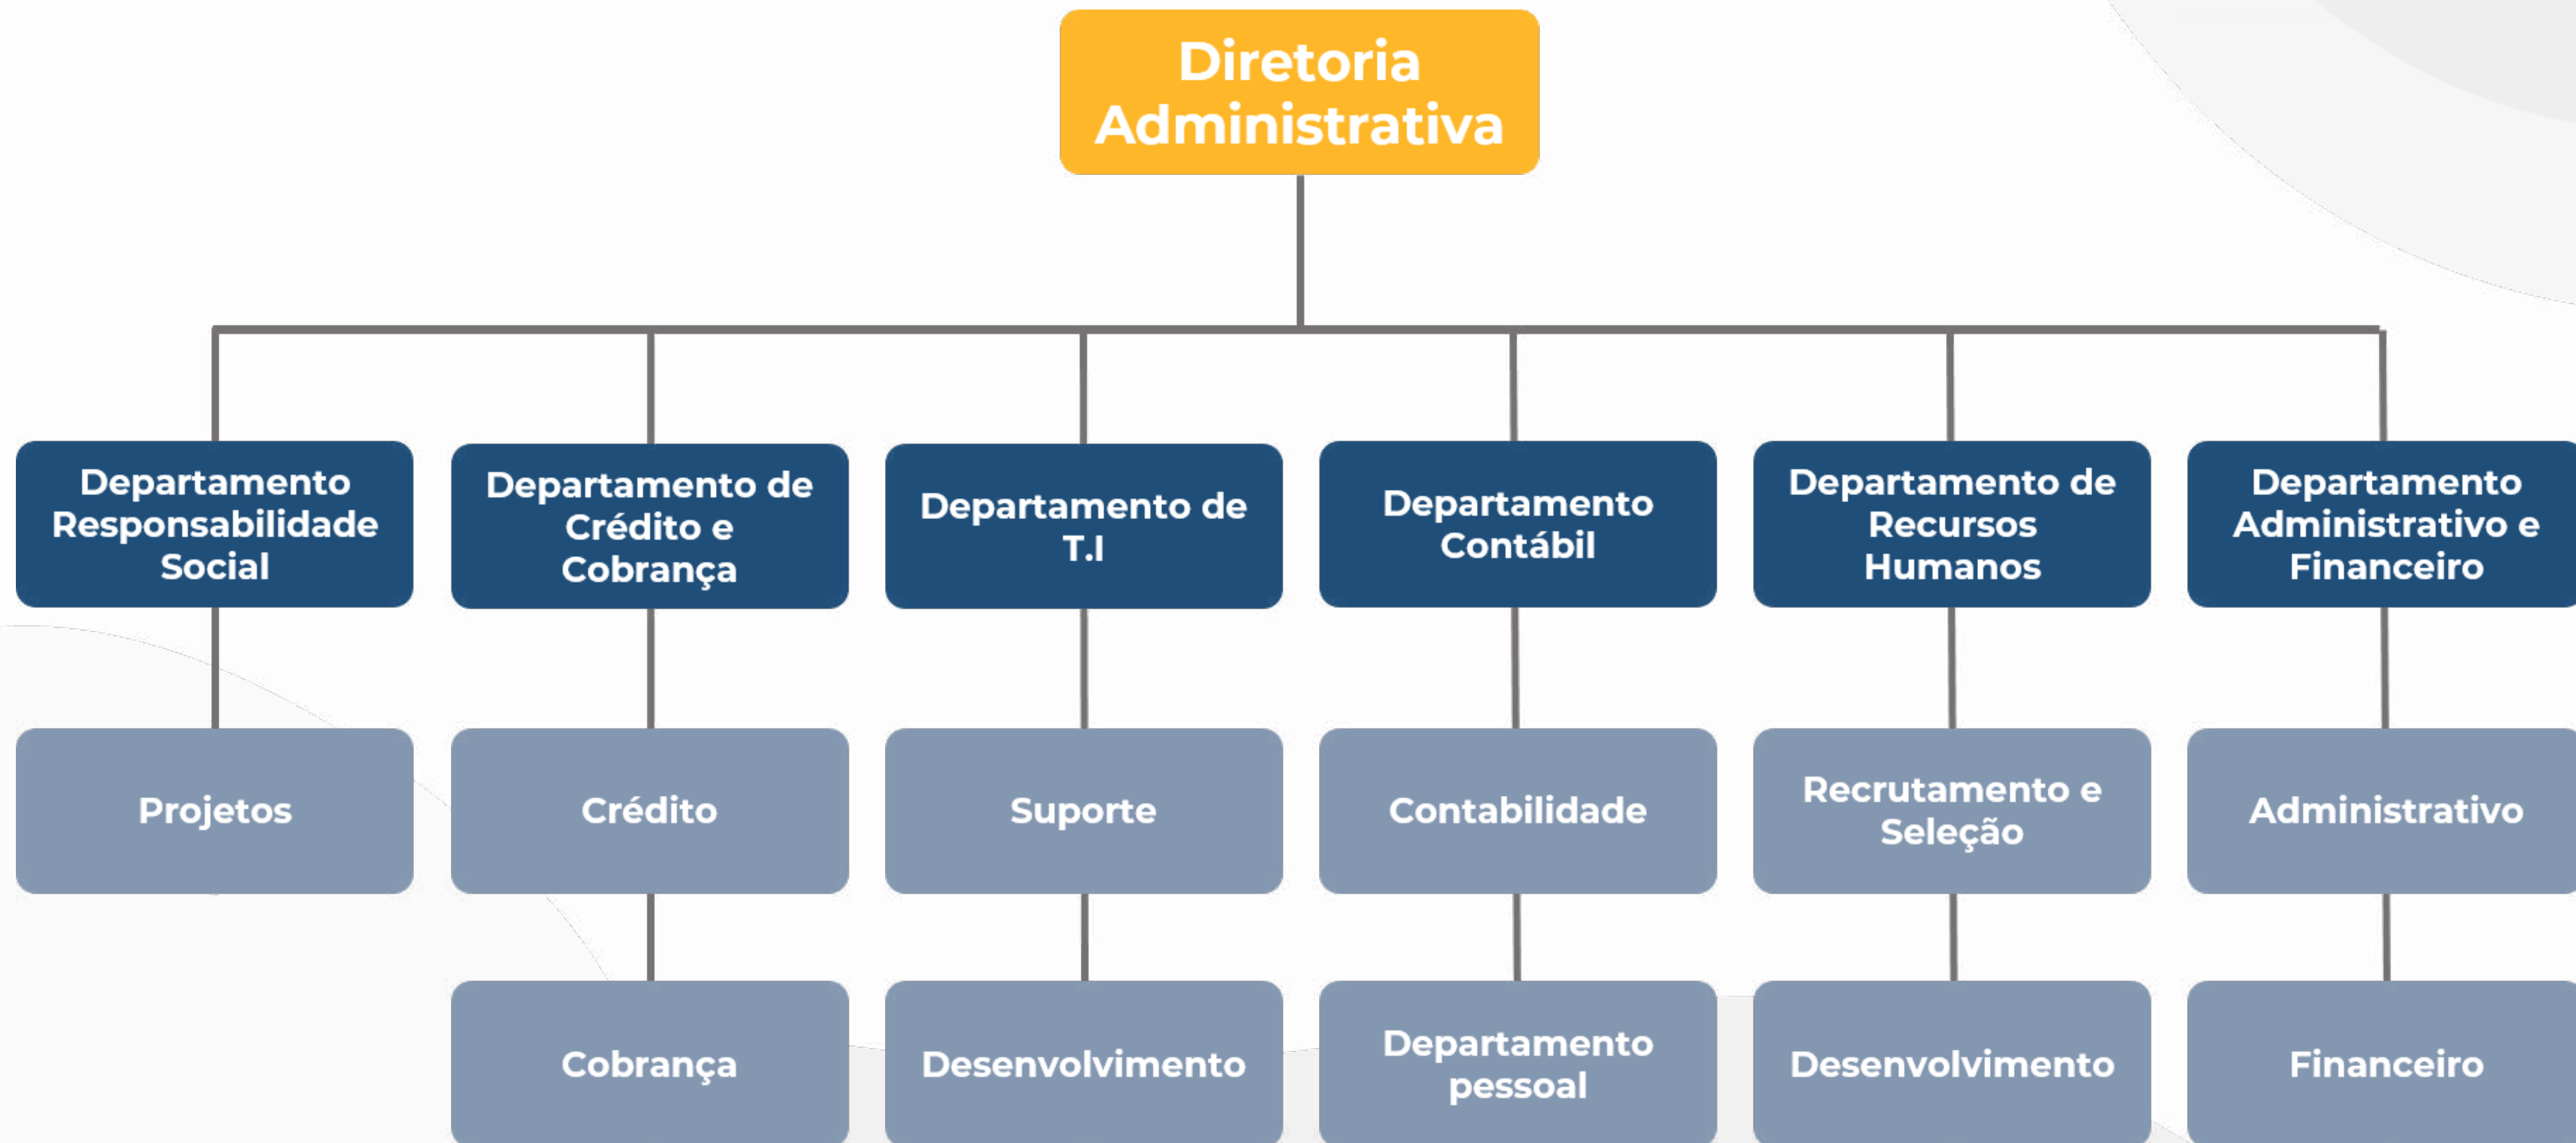 Diretoria
Administrativa
Departamento
Responsabilidade
Social
Departamento de
Crédito e
Cobrança
Departamento de
T.I
Departamento
Contábil
Departamento de
Recursos
Humanos
Departamento
Administrativo e
Financeiro
Projetos
Crédito
Suporte
Contabilidade
Recrutamento e
Seleção
Administrativo
Cobrança
Desenvolvimento
Departamento
pessoal
Desenvolvimento
Financeiro